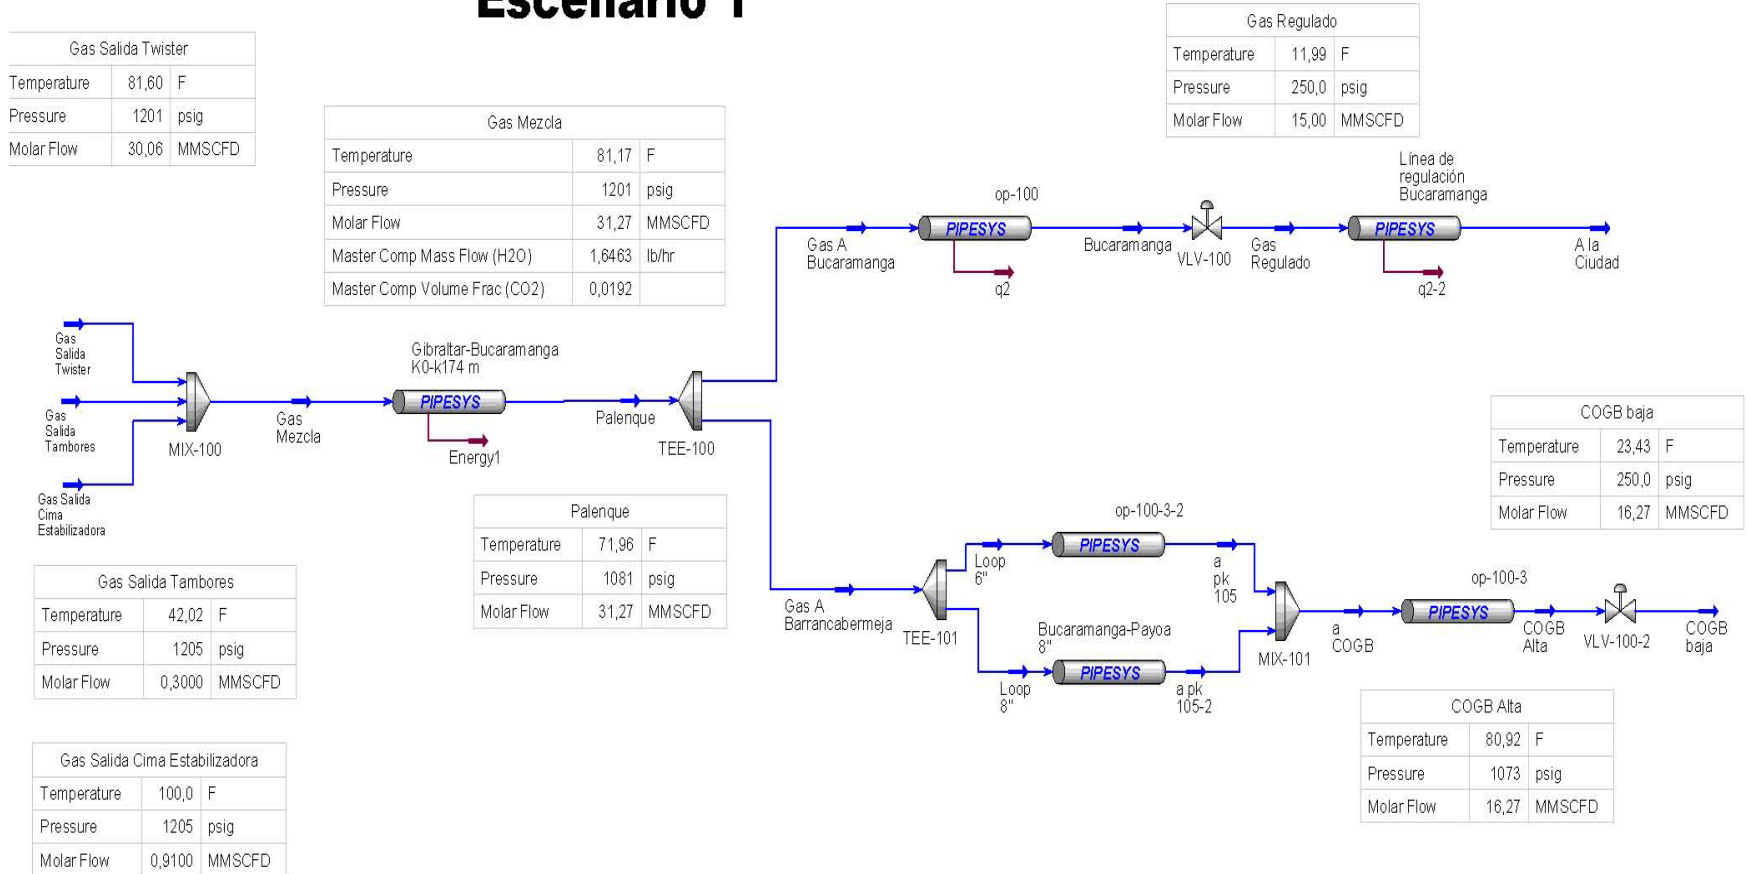 Escenario 1
Gas Salida Twister
Temperature 81,60 F
Pressure 1201 psig
Molar Flow 30,06 MMSCFD
Gas Mezcla
Temperature 81,17 F
Pressure 1201 psig
Molar Flow 31,27 MMSCFD
Master Comp Mass Flow (H2O) 1,6463 lb/hr
Master Comp Volume Frac (CO2) 0,0192
Gas Regulado
Temperature 11,99 F
Pressure 250,0 psig
Molar Flow 15,00 MMSCFD
op-100
PIPESYS
q2
Gas A
Bucaramanga
Bucaramanga
VLV-100
Gas
Regulado
Línea de
regulación
Bucaramanga
PIPESYS
q2-2
A la
Ciudad
Gas
Salida
Twister
Gas
Salida
Tambores
Gas Salida
Cima
Estabilizadora
MIX-100
Gas
Mezcla
Gibraltar-Bucaramanga
K0-k174 m
PIPESYS
Energy1
Palenque
TEE-100
Palenque
Temperature 71,96 F
Pressure 1081 psig
Molar Flow 31,27 MMSCFD
Gas A
Barrancabermeja
TEE-101
Loop
6"
op-100-3-2
PIPESYS
a
pk
105
Loop
8"
Bucaramanga-Payoa
8"
PIPESYS
a pk
105-2
MIX-101
a
COGB
op-100-3
PIPESYS
COGB
Alta
VLV-100-2
COGB
baja
COGB baja
Temperature 23,43 F
Pressure 250,0 psig
Molar Flow 16,27 MMSCFD
COGB Alta
Temperature 80,92 F
Pressure 1073 psig
Molar Flow 16,27 MMSCFD
Gas Salida Tambores
Temperature 42,02 F
Pressure 1205 psig
Molar Flow 0,3000 MMSCFD
Gas Salida Cima Estabilizadora
Temperature 100,0 F
Pressure 1205 psig
Molar Flow 0,9100 MMSCFD